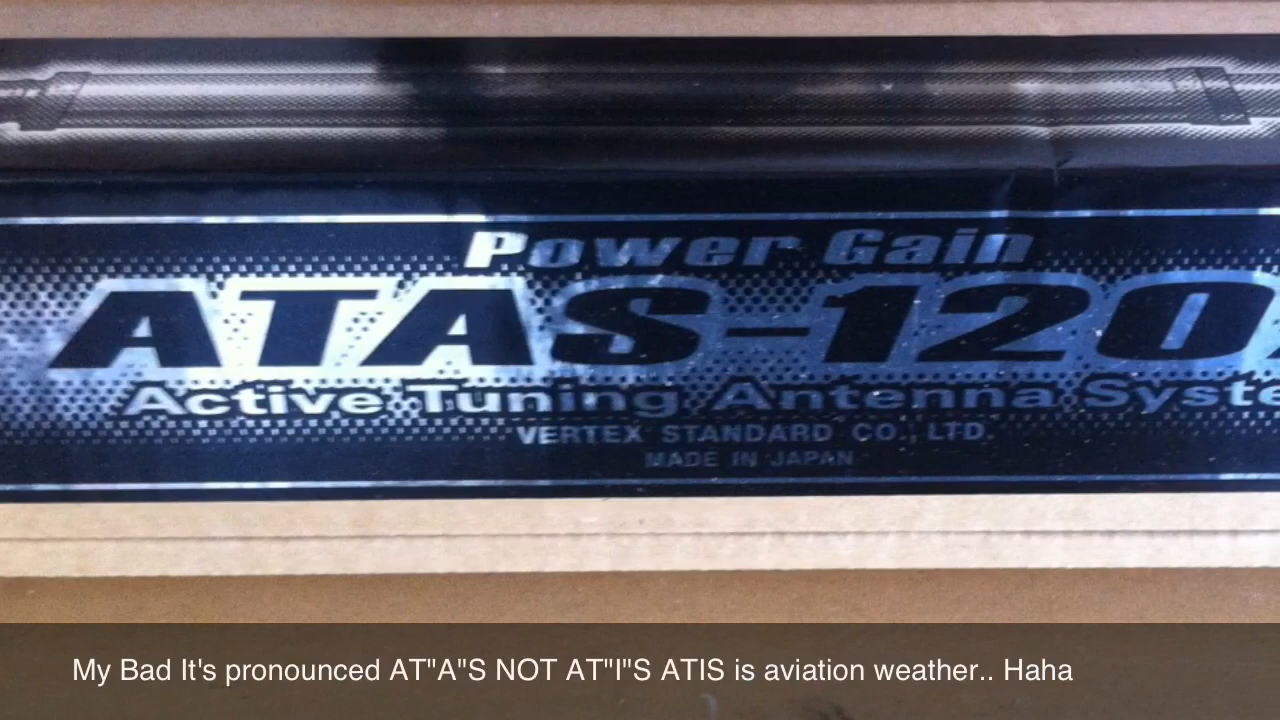 Power Gain
ATAS-120
Active Tuning Antenna Syste
VERTEX STANDARD CO., LTD.
MADE IN JAPAN
My Bad It's pronounced AT"A"S NOT AT"I"S ATIS is aviation weather.. Haha